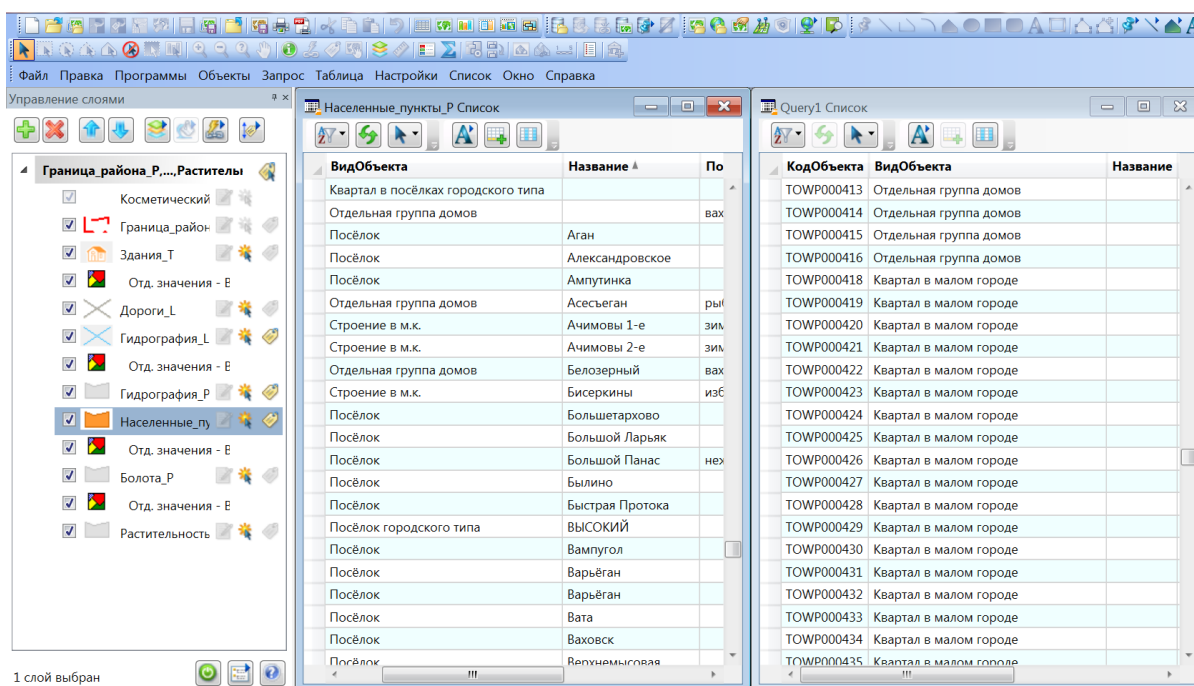 Файл Правка Программы Объекты Запрос Таблица Настройки Список Окно Справка
Управление слоями
Граница_района_P,...,Растителы
Косметический
Граница_район
Здания_T
Отд. значения - В
Дороги_L
Гидрография_L
Отд. значения - В
Гидрография_P
Населенные_пу
Отд. значения - В
Болота_P
Отд. значения - В
Растительность
1 слой выбран
Населенные_пункты_P Список
ВидОбъекта Название По
Квартал в посёлках городского типа
Отдельная группа домов вах
Посёлок Аган
Посёлок Александровское
Посёлок Ампутинка
Отдельная группа домов Асесъеган рыб
Строение в м.к. Ачимовы 1-е зим
Строение в м.к. Ачимовы 2-е зим
Отдельная группа домов Белозерный вах
Строение в м.к. Бисеркины изб
Посёлок Большетархово
Посёлок Большой Ларьяк
Посёлок Большой Панас неж
Посёлок Былино
Посёлок Быстрая Протока
Посёлок городского типа ВЫСОКИЙ
Посёлок Вампугол
Посёлок Варьёган
Посёлок Варьёган
Посёлок Вата
Посёлок Ваховск
Посёлок Верхнемысовая
Query1 Список
КодОбъекта ВидОбъекта Название
TOWP000413 Отдельная группа домов
TOWP000414 Отдельная группа домов
TOWP000415 Отдельная группа домов
TOWP000416 Отдельная группа домов
TOWP000418 Квартал в малом городе
TOWP000419 Квартал в малом городе
TOWP000420 Квартал в малом городе
TOWP000421 Квартал в малом городе
TOWP000422 Квартал в малом городе
TOWP000423 Квартал в малом городе
TOWP000424 Квартал в малом городе
TOWP000425 Квартал в малом городе
TOWP000426 Квартал в малом городе
TOWP000427 Квартал в малом городе
TOWP000428 Квартал в малом городе
TOWP000429 Квартал в малом городе
TOWP000430 Квартал в малом городе
TOWP000431 Квартал в малом городе
TOWP000432 Квартал в малом городе
TOWP000433 Квартал в малом городе
TOWP000434 Квартал в малом городе
TOWP000435 Квартал в малом городе